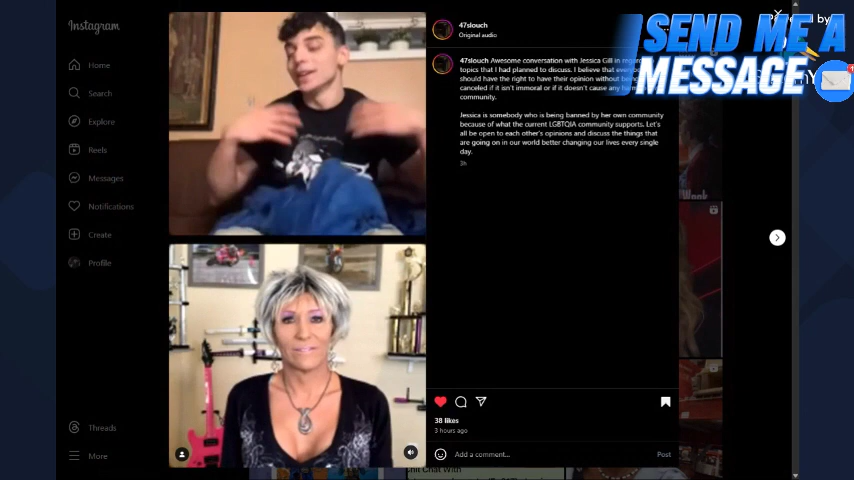 Instagram
Home
Search
Explore
Reels
Messages
Notifications
Create
Profile
Threads
More
47slouch
Original audio
47slouch Awesome conversation with Jessica Gill in
topics that I had planned to discuss. I believe that
should have the right to have their opinion without
canceled if it isn't immoral or if it doesn't cause any
community.
Jessica is somebody who is being banned by her own community
because of what the current LGBTQIA community supports. Let's
all be open to each other's opinions and discuss the things that
are going on in our world better changing our lives every single
day.
3h
38 likes
3 hours ago
Add a comment...
Post
SEND ME A
MESSAGE
by
Week
Chat With